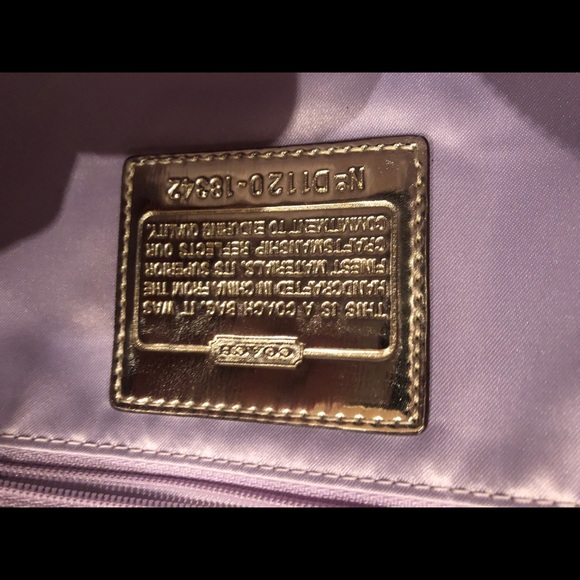 COACH
THIS IS A COACH BAG. IT WAS
HANDCRAFTED IN CHINA FROM THE
FINEST MATERIALS. ITS SUPERIOR
CRAFTSMANSHIP REFLECTS OUR
COMMITMENT TO ENDURING QUALITY.
Nº D1120-18342